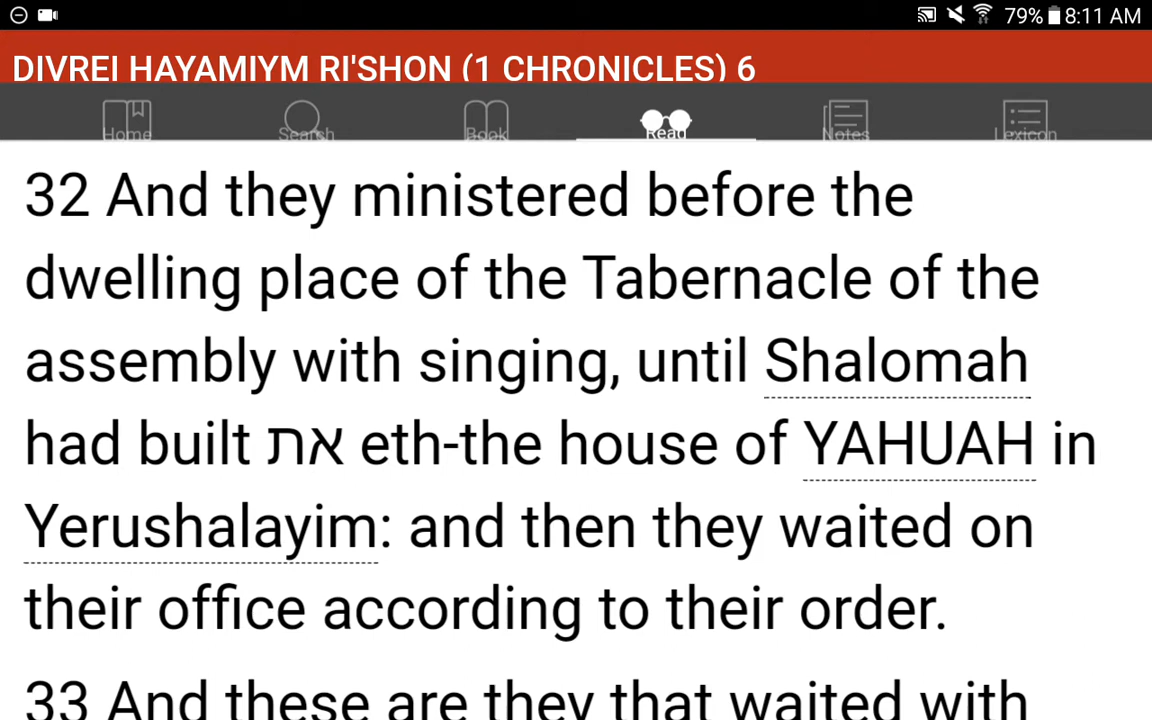 79% 8:11 AM
DIVREI HAYAMIYM RI'SHON (1 CHRONICLES) 6
Home Search Book Read Notes Lexicon
32 And they ministered before the
dwelling place of the Tabernacle of the
assembly with singing, until Shalomah
had built את eth-the house of YAHUAH in
Yerushalayim: and then they waited on
their office according to their order.
33 And these are they that waited with